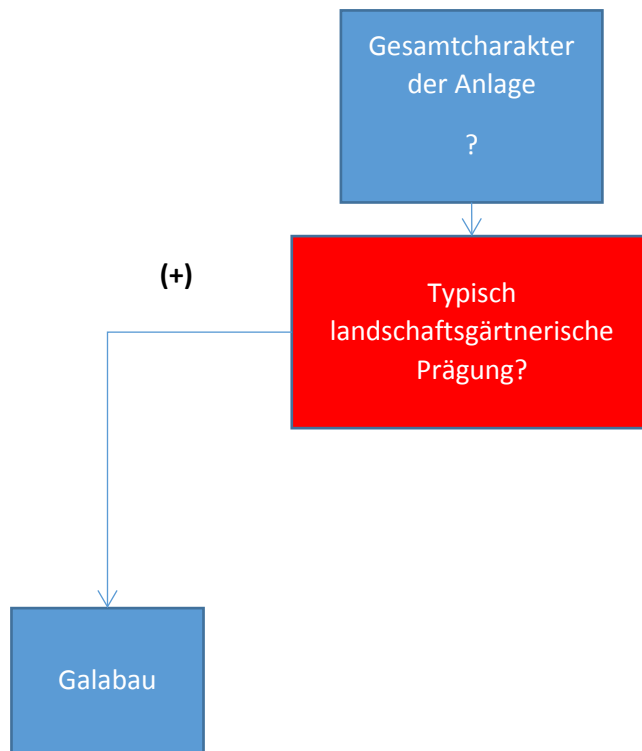 Gesamtcharakter
der Anlage
?
(+)
Typisch
landschaftsgärtnerische
Prägung?
Galabau